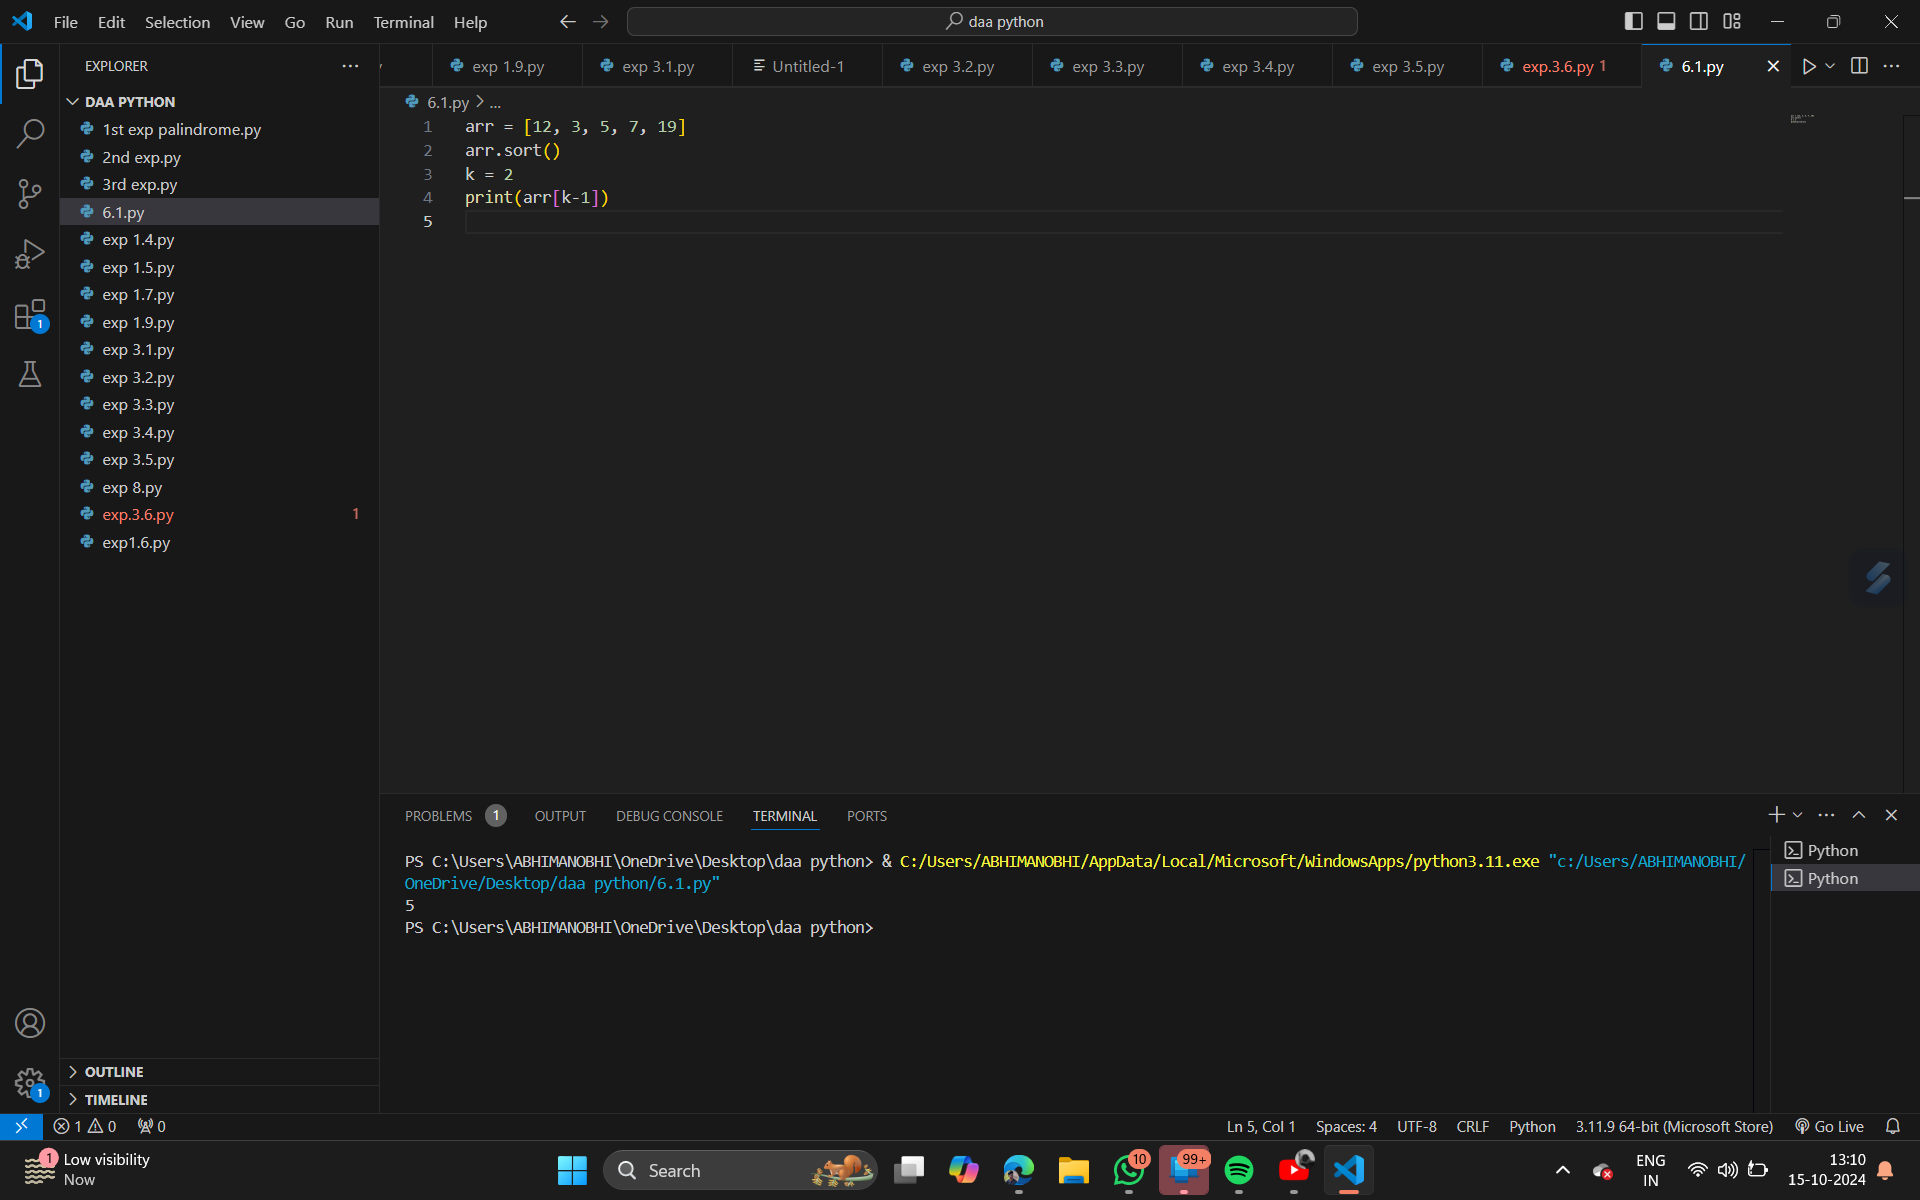 File Edit Selection View Go Run Terminal Help
daa python
EXPLORER
exp 1.9.py
exp 3.1.py
Untitled-1
exp 3.2.py
exp 3.3.py
exp 3.4.py
exp 3.5.py
exp.3.6.py 1
6.1.py
DAA PYTHON
1st exp palindrome.py
2nd exp.py
3rd exp.py
6.1.py
exp 1.4.py
exp 1.5.py
exp 1.7.py
exp 1.9.py
exp 3.1.py
exp 3.2.py
exp 3.3.py
exp 3.4.py
exp 3.5.py
exp 8.py
exp.3.6.py 1
exp1.6.py
OUTLINE
TIMELINE
6.1.py > ...
1 arr = [12, 3, 5, 7, 19]
2 arr.sort()
3 k = 2
4 print(arr[k-1])
5
PROBLEMS 1 OUTPUT DEBUG CONSOLE TERMINAL PORTS
PS C:\Users\ABHIMANOBHI\OneDrive\Desktop\daa python> & C:/Users/ABHIMANOBHI/AppData/Local/Microsoft/WindowsApps/python3.11.exe "c:/Users/ABHIMANOBHI/
OneDrive/Desktop/daa python/6.1.py"
5
PS C:\Users\ABHIMANOBHI\OneDrive\Desktop\daa python>
Python
Python
1
1
1 0 0
Ln 5, Col 1 Spaces: 4 UTF-8 CRLF Python 3.11.9 64-bit (Microsoft Store) Go Live
1
Low visibility
Now
Search
10
99+
ENG
IN
13:10
15-10-2024